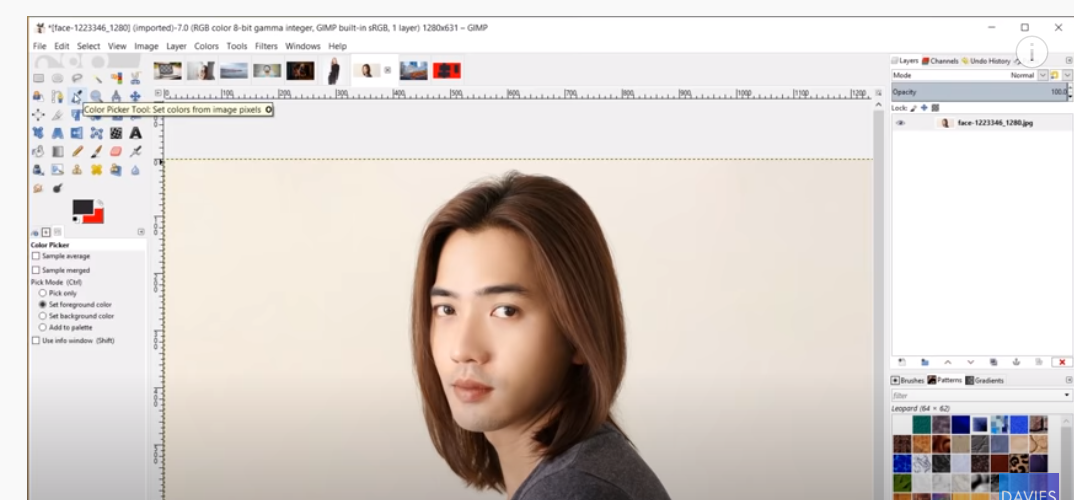 *[face-1223346_1280] (imported)-7.0 (RGB color 8-bit gamma integer, GIMP built-in sRGB, 1 layer) 1280x631 – GIMP
File Edit Select View Image Layer Colors Tools Filters Windows Help
Layers Channels Undo History
Mode Normal
Opacity 100.0
Lock:
face-1223346_1280.jpg
Color Picker Tool: Set colors from image pixels
Color Picker
Sample average
Sample merged
Pick Mode (Ctrl)
Pick only
Set foreground color
Set background color
Add to palette
Use info window (Shift)
Brushes Patterns Gradients
filter
Leopard (64 × 62)
DAVIES